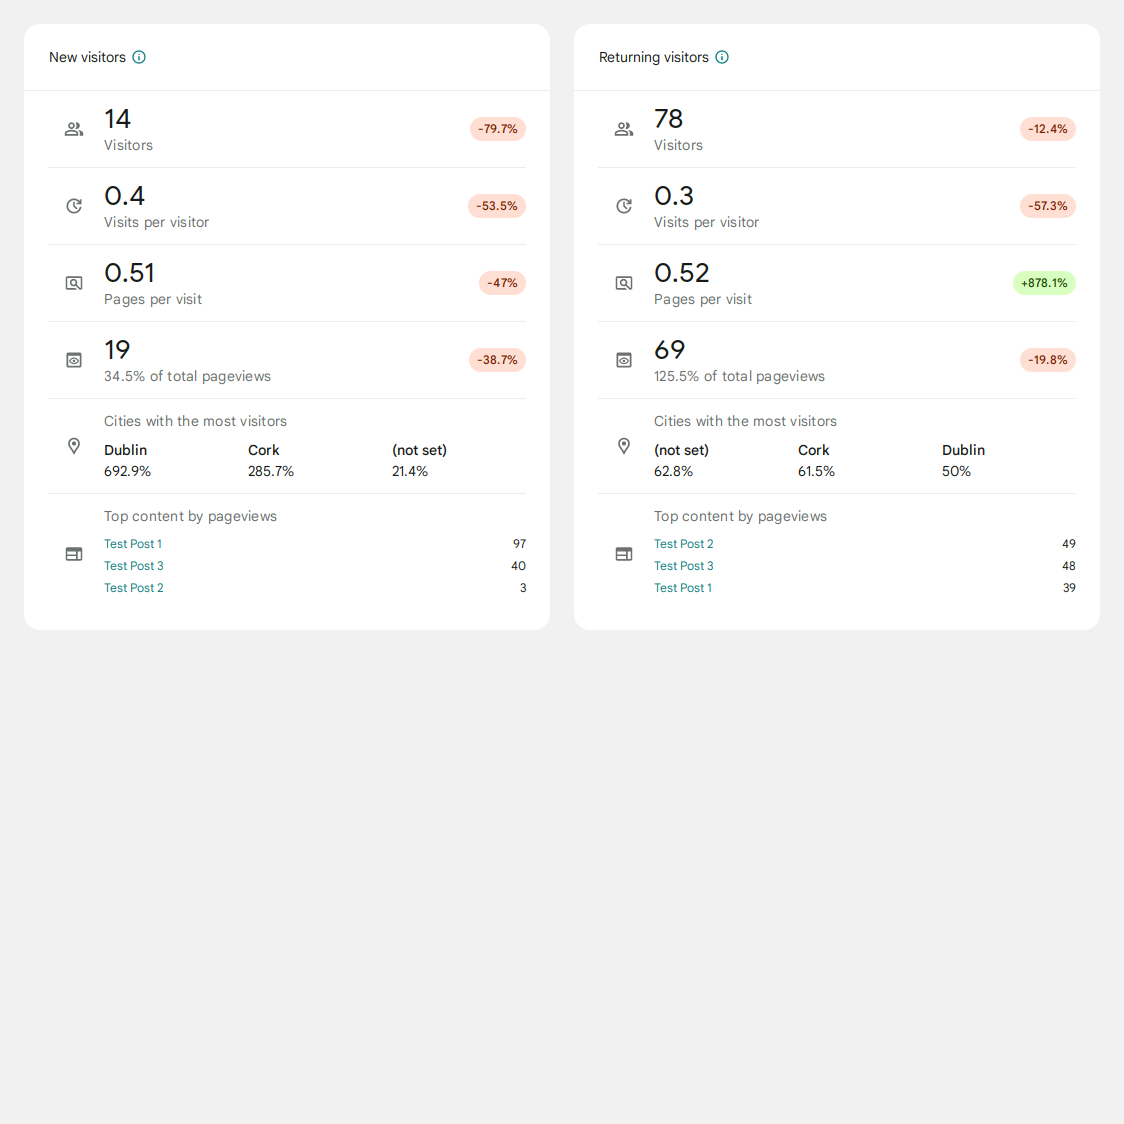 New visitors
14
Visitors
-79.7%
0.4
Visits per visitor
-53.5%
0.51
Pages per visit
-47%
19
34.5% of total pageviews
-38.7%
Cities with the most visitors
Dublin Cork (not set)
692.9% 285.7% 21.4%
Top content by pageviews
Test Post 1 97
Test Post 3 40
Test Post 2 3
Returning visitors
78
Visitors
-12.4%
0.3
Visits per visitor
-57.3%
0.52
Pages per visit
+878.1%
69
125.5% of total pageviews
-19.8%
Cities with the most visitors
(not set) Cork Dublin
62.8% 61.5% 50%
Top content by pageviews
Test Post 2 49
Test Post 3 48
Test Post 1 39